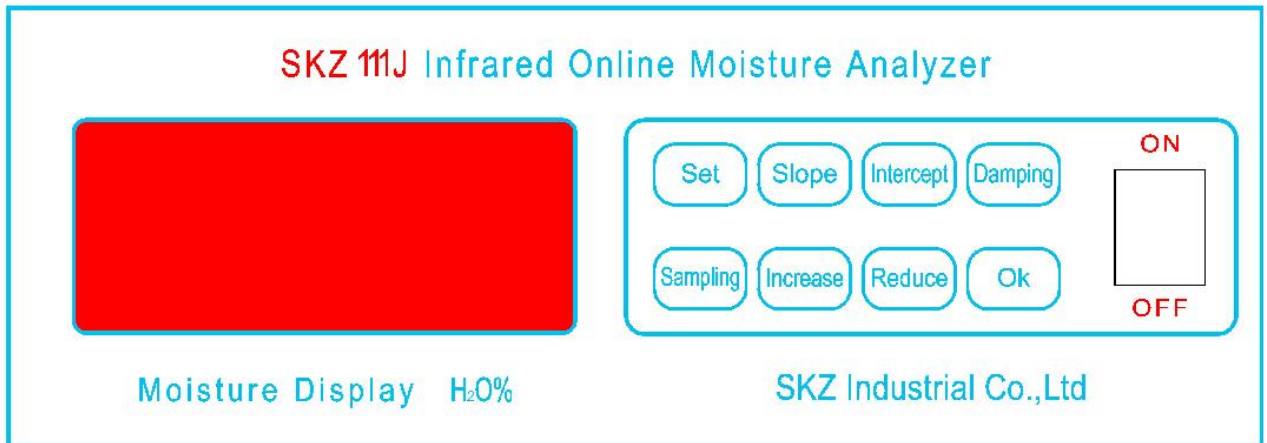 SKZ 111J Infrared Online Moisture Analyzer
ON
Set Slope Intercept Damping
Sampling Increase Reduce Ok
OFF
Moisture Display H₂O%
SKZ Industrial Co.,Ltd